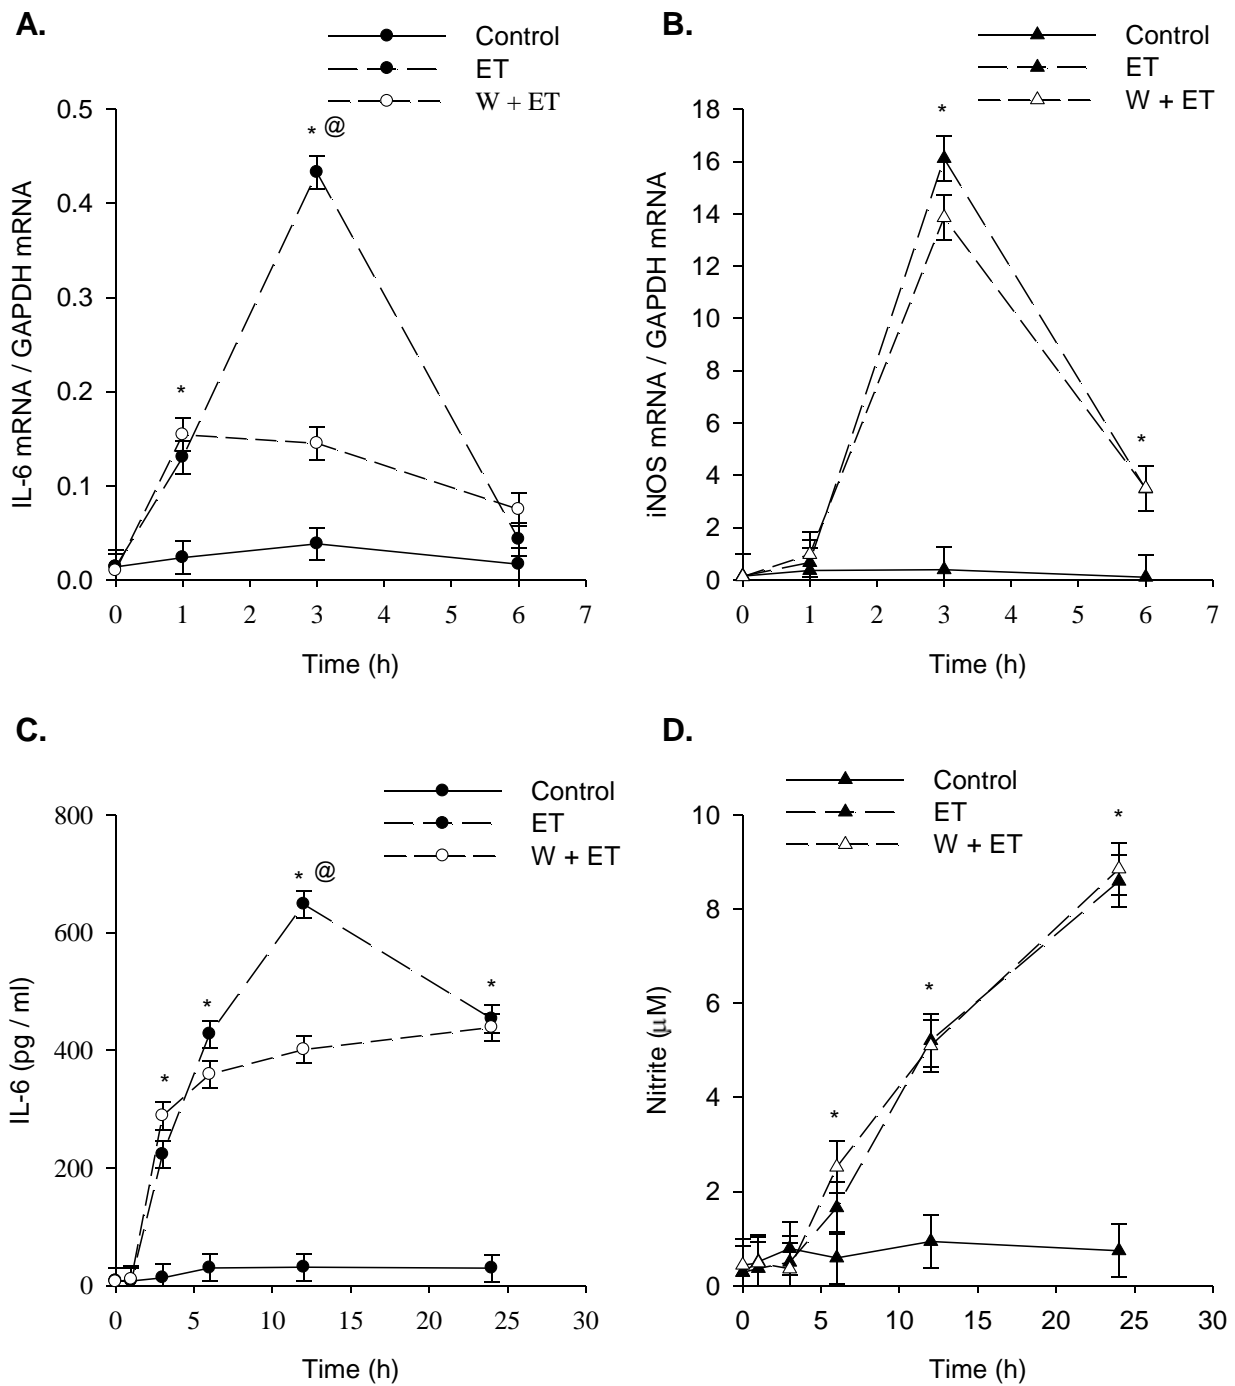 A.
Control
ET
W + ET
0.5
0.4
0.3
0.2
0.1
0.0
IL-6 mRNA / GAPDH mRNA
* @
*
0 1 2 3 4 5 6 7
Time (h)
B.
Control
ET
W + ET
18
16
14
12
10
8
6
4
2
0
iNOS mRNA / GAPDH mRNA
*
*
0 1 2 3 4 5 6 7
Time (h)
C.
Control
ET
W + ET
800
600
400
200
0
IL-6 (pg / ml)
* @
*
*
*
0 5 10 15 20 25 30
Time (h)
D.
Control
ET
W + ET
10
8
6
4
2
0
Nitrite (μM)
*
*
*
0 5 10 15 20 25 30
Time (h)